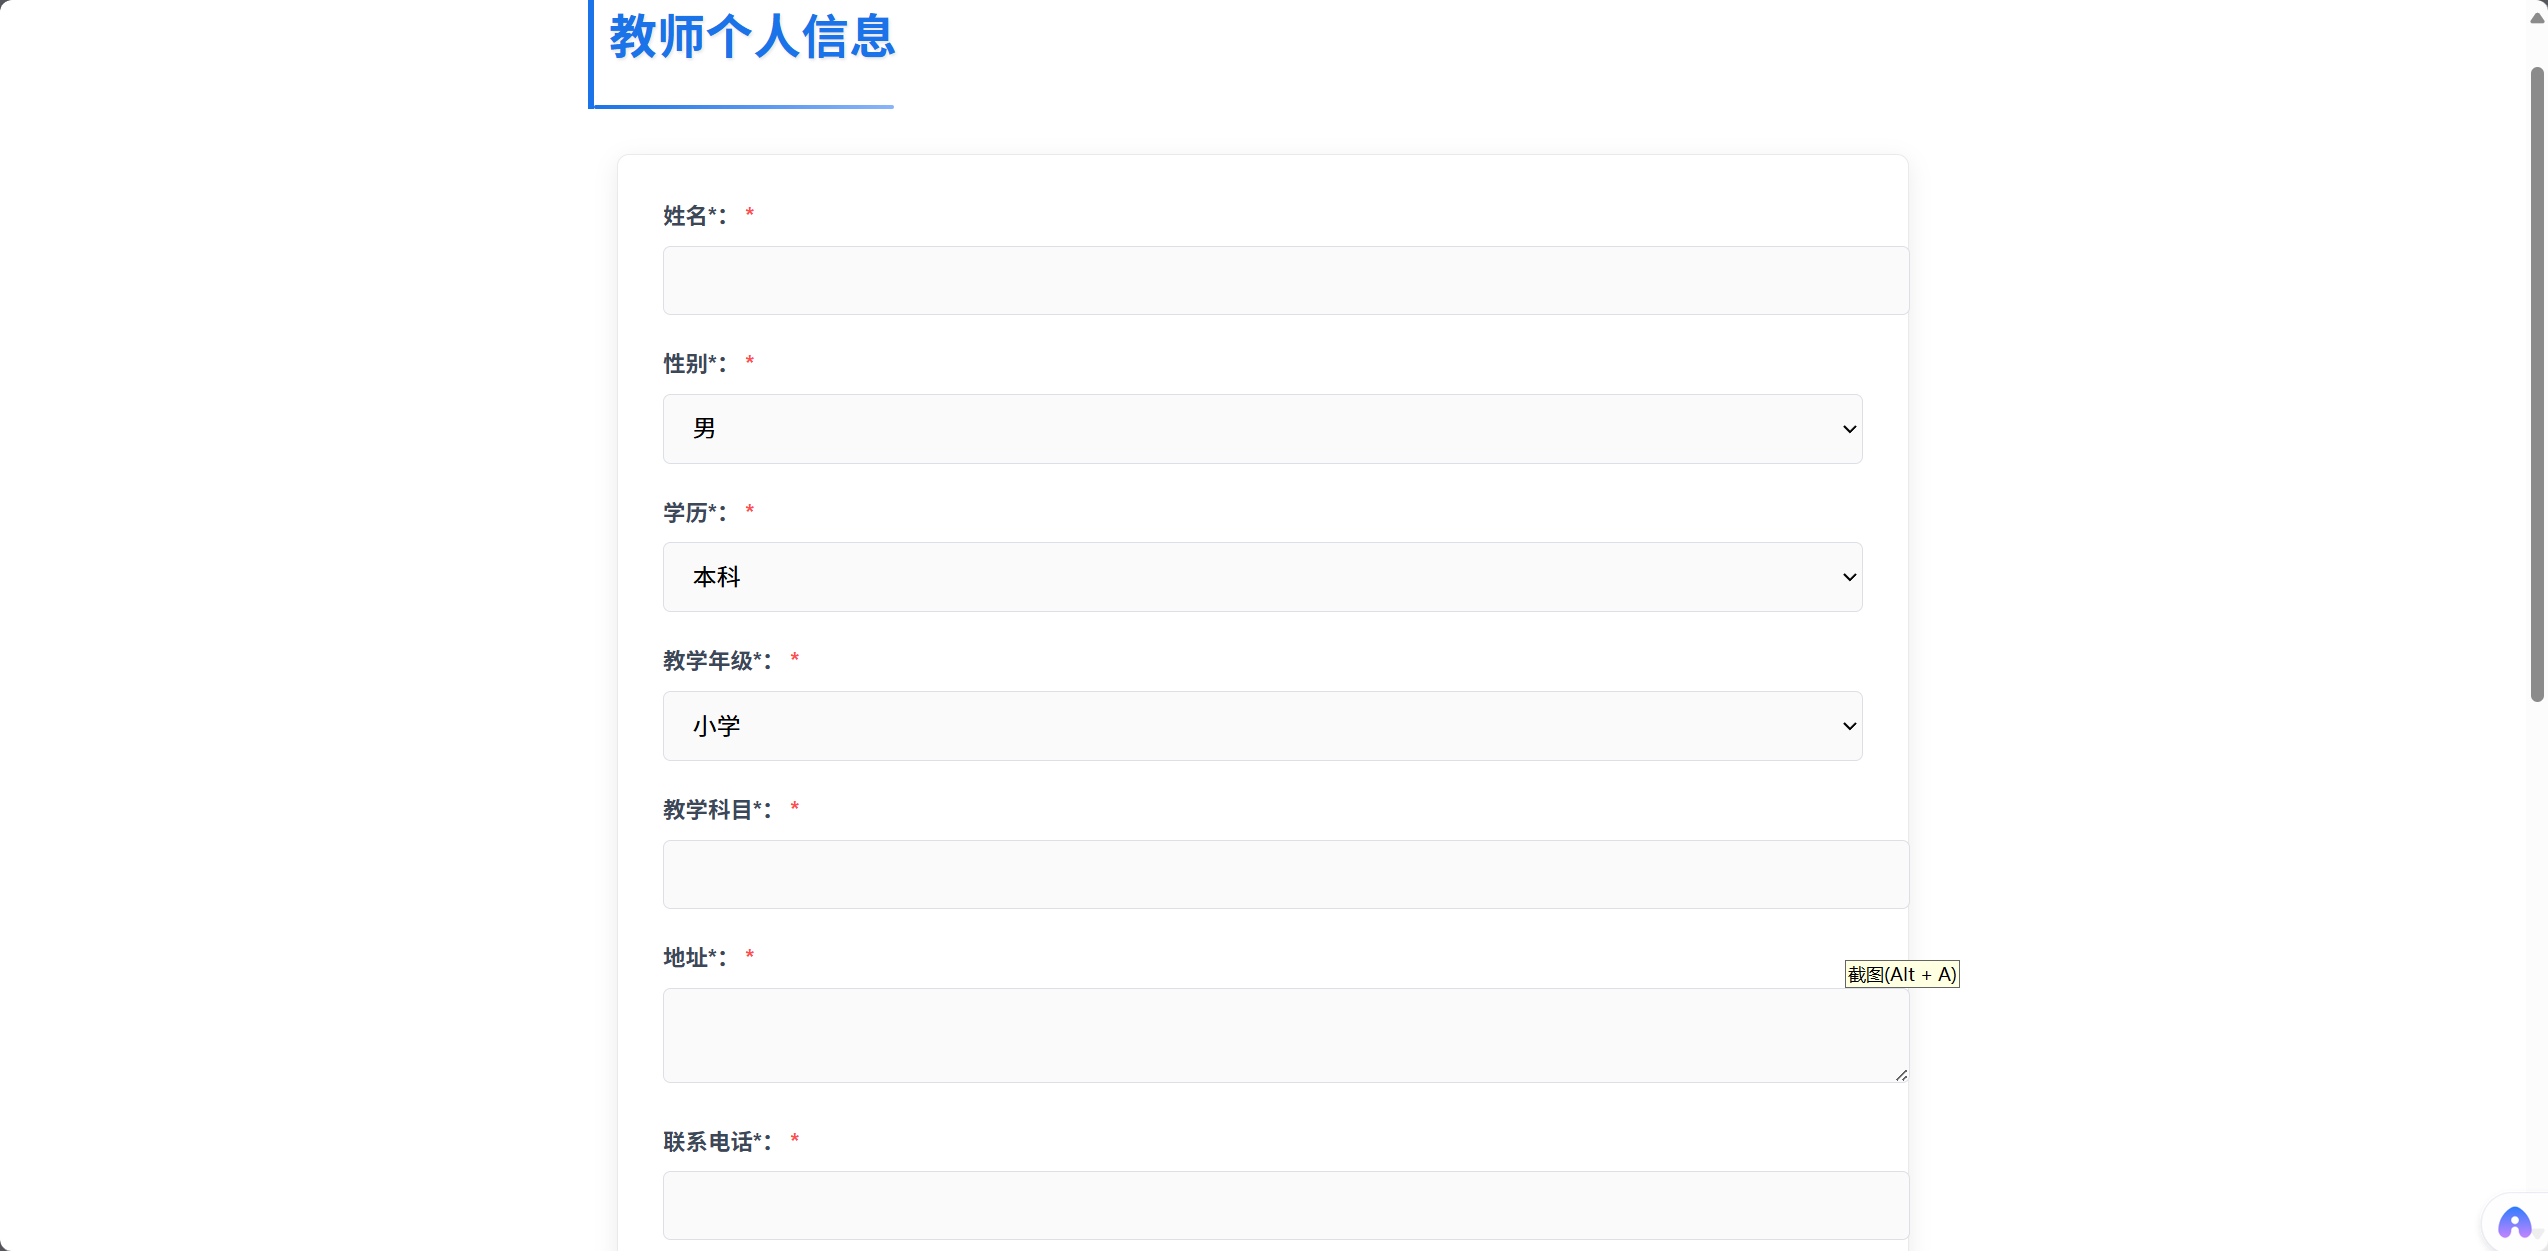 教师个人信息
姓名*： *
性别*： *
男
学历*： *
本科
教学年级*： *
小学
教学科目*： *
地址*： *
截图(Alt + A)
联系电话*： *